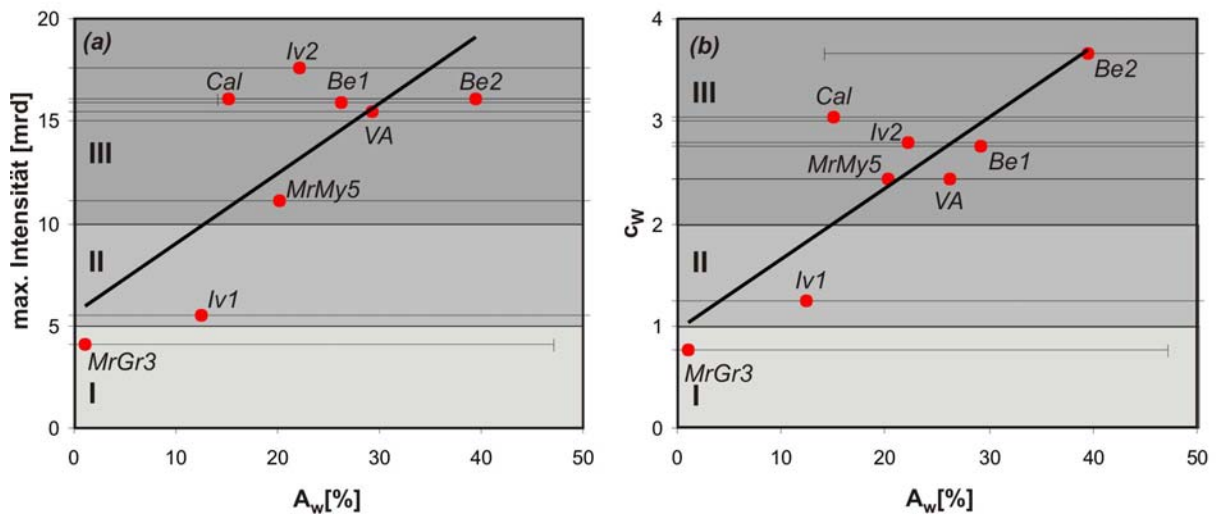 (a)
max. Intensität [mrd]
20
15
10
5
0
III
II
I
Cal
Iv2
Be1
Be2
VA
MrMy5
Iv1
MrGr3
0 10 20 30 40 50
Aw[%]
(b)
cw
4
3
2
1
0
III
II
I
Be2
Cal
Iv2
Be1
MrMy5
VA
Iv1
MrGr3
0 10 20 30 40 50
Aw[%]